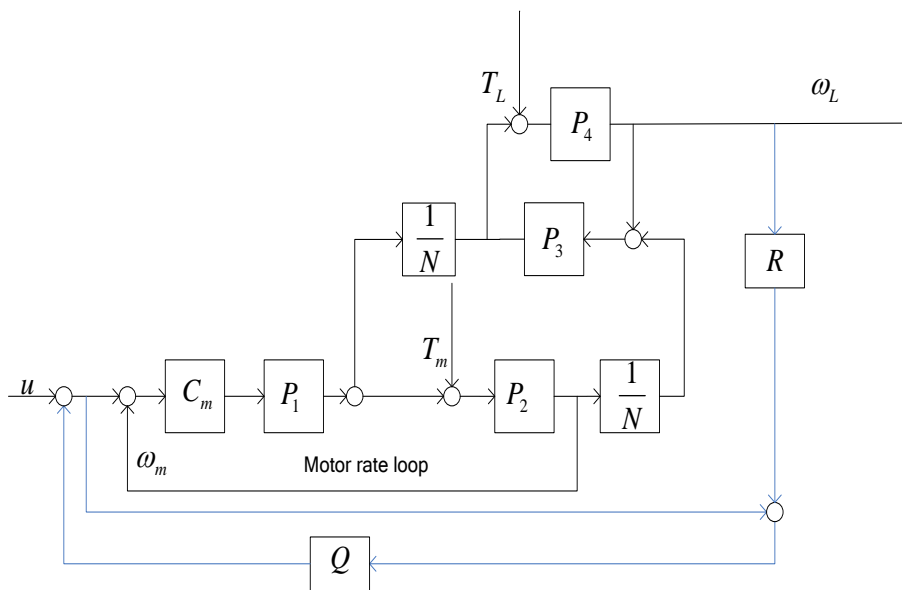 T_L
P_4
ω_L
1/N
P_3
R
T_m
u
C_m
P_1
P_2
1/N
ω_m
Motor rate loop
Q